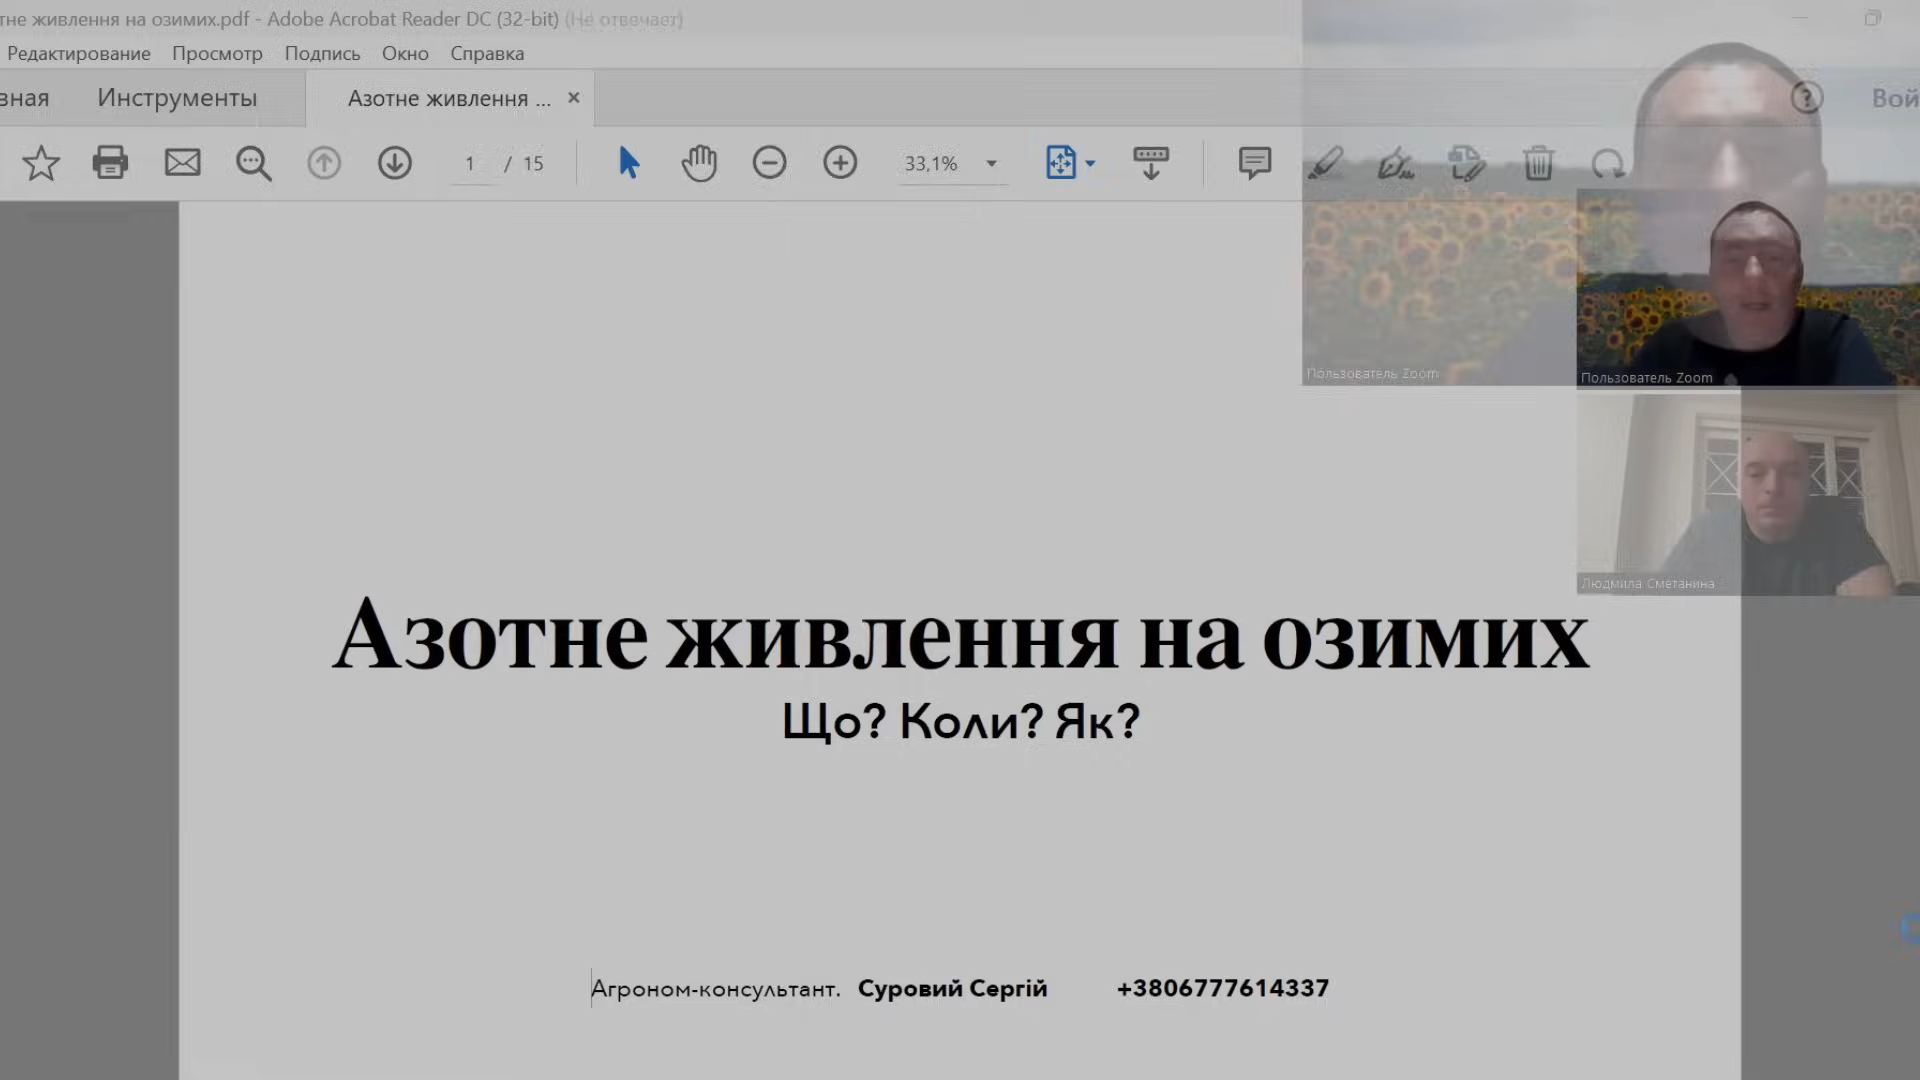 тне живлення на озимих.pdf - Adobe Acrobat Reader DC (32-bit) (Не отвечает)
Редактирование Просмотр Подпись Окно Справка
вная Инструменты Азотне живлення ... × ? Вой
1 / 15 33,1%
Пользователь Zoom
Пользователь Zoom
Людмила Сметанина
Азотне живлення на озимих
Що? Коли? Як?
Агроном-консультант. Суровий Сергій +3806777614337